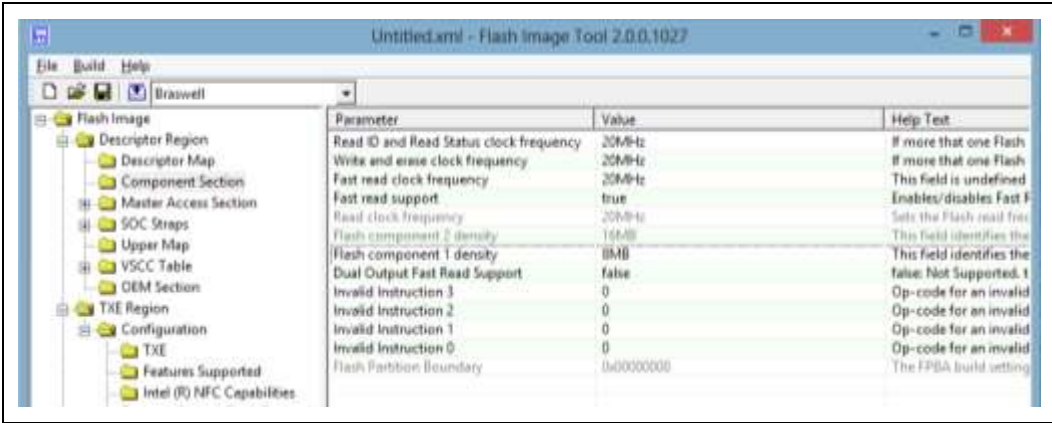 Untitled.xml - Flash Image Tool 2.0.0.1027
File Build Help
Braswell
Flash Image
Descriptor Region
Descriptor Map
Component Section
Master Access Section
SOC Straps
Upper Map
VSCC Table
OEM Section
TXE Region
Configuration
TXE
Features Supported
Intel (R) NFC Capabilities
Parameter Value Help Text
Read ID and Read Status clock frequency 20MHz If more that one Flash
Write and erase clock frequency 20MHz If more that one Flash
Fast read clock frequency 20MHz This field is undefined
Fast read support true Enables/disables Fast F
Read clock frequency 20MHz Sets the Flash read frec
Flash component 2 density 16MB This field identifies the
Flash component 1 density 8MB This field identifies the
Dual Output Fast Read Support false false: Not Supported. t
Invalid Instruction 3 0 Op-code for an invalid
Invalid Instruction 2 0 Op-code for an invalid
Invalid Instruction 1 0 Op-code for an invalid
Invalid Instruction 0 0 Op-code for an invalid
Flash Partition Boundary 0x00000000 The FPBA build setting